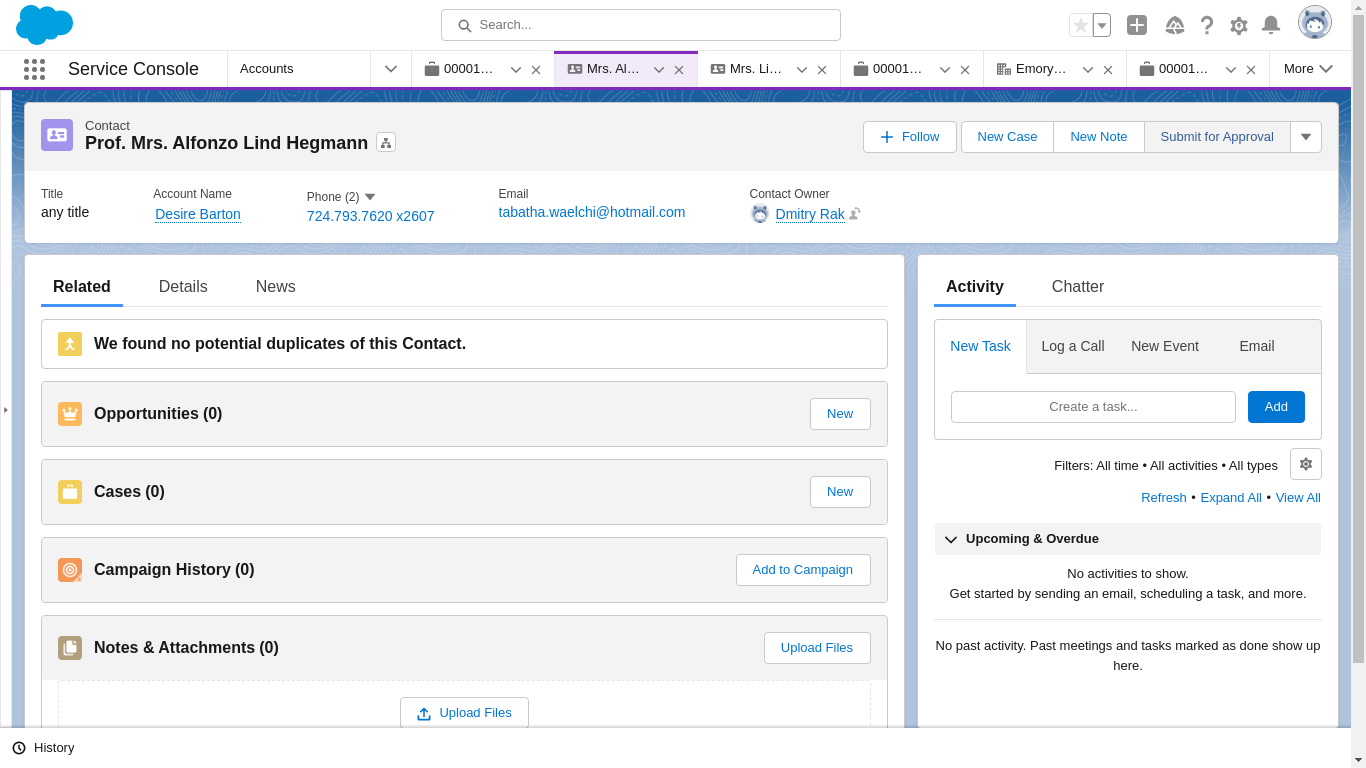 Search...
Service Console
Accounts
00001…
Mrs. Al…
Mrs. Li…
00001…
Emory…
00001…
More
Contact
Prof. Mrs. Alfonzo Lind Hegmann
Follow
New Case
New Note
Submit for Approval
Title
any title
Account Name
Desire Barton
Phone (2)
724.793.7620 x2607
Email
tabatha.waelchi@hotmail.com
Contact Owner
Dmitry Rak
Related
Details
News
We found no potential duplicates of this Contact.
Opportunities (0)
New
Cases (0)
New
Campaign History (0)
Add to Campaign
Notes & Attachments (0)
Upload Files
Upload Files
Activity
Chatter
New Task
Log a Call
New Event
Email
Create a task...
Add
Filters: All time • All activities • All types
Refresh • Expand All • View All
Upcoming & Overdue
No activities to show.
Get started by sending an email, scheduling a task, and more.
No past activity. Past meetings and tasks marked as done show up
here.
History